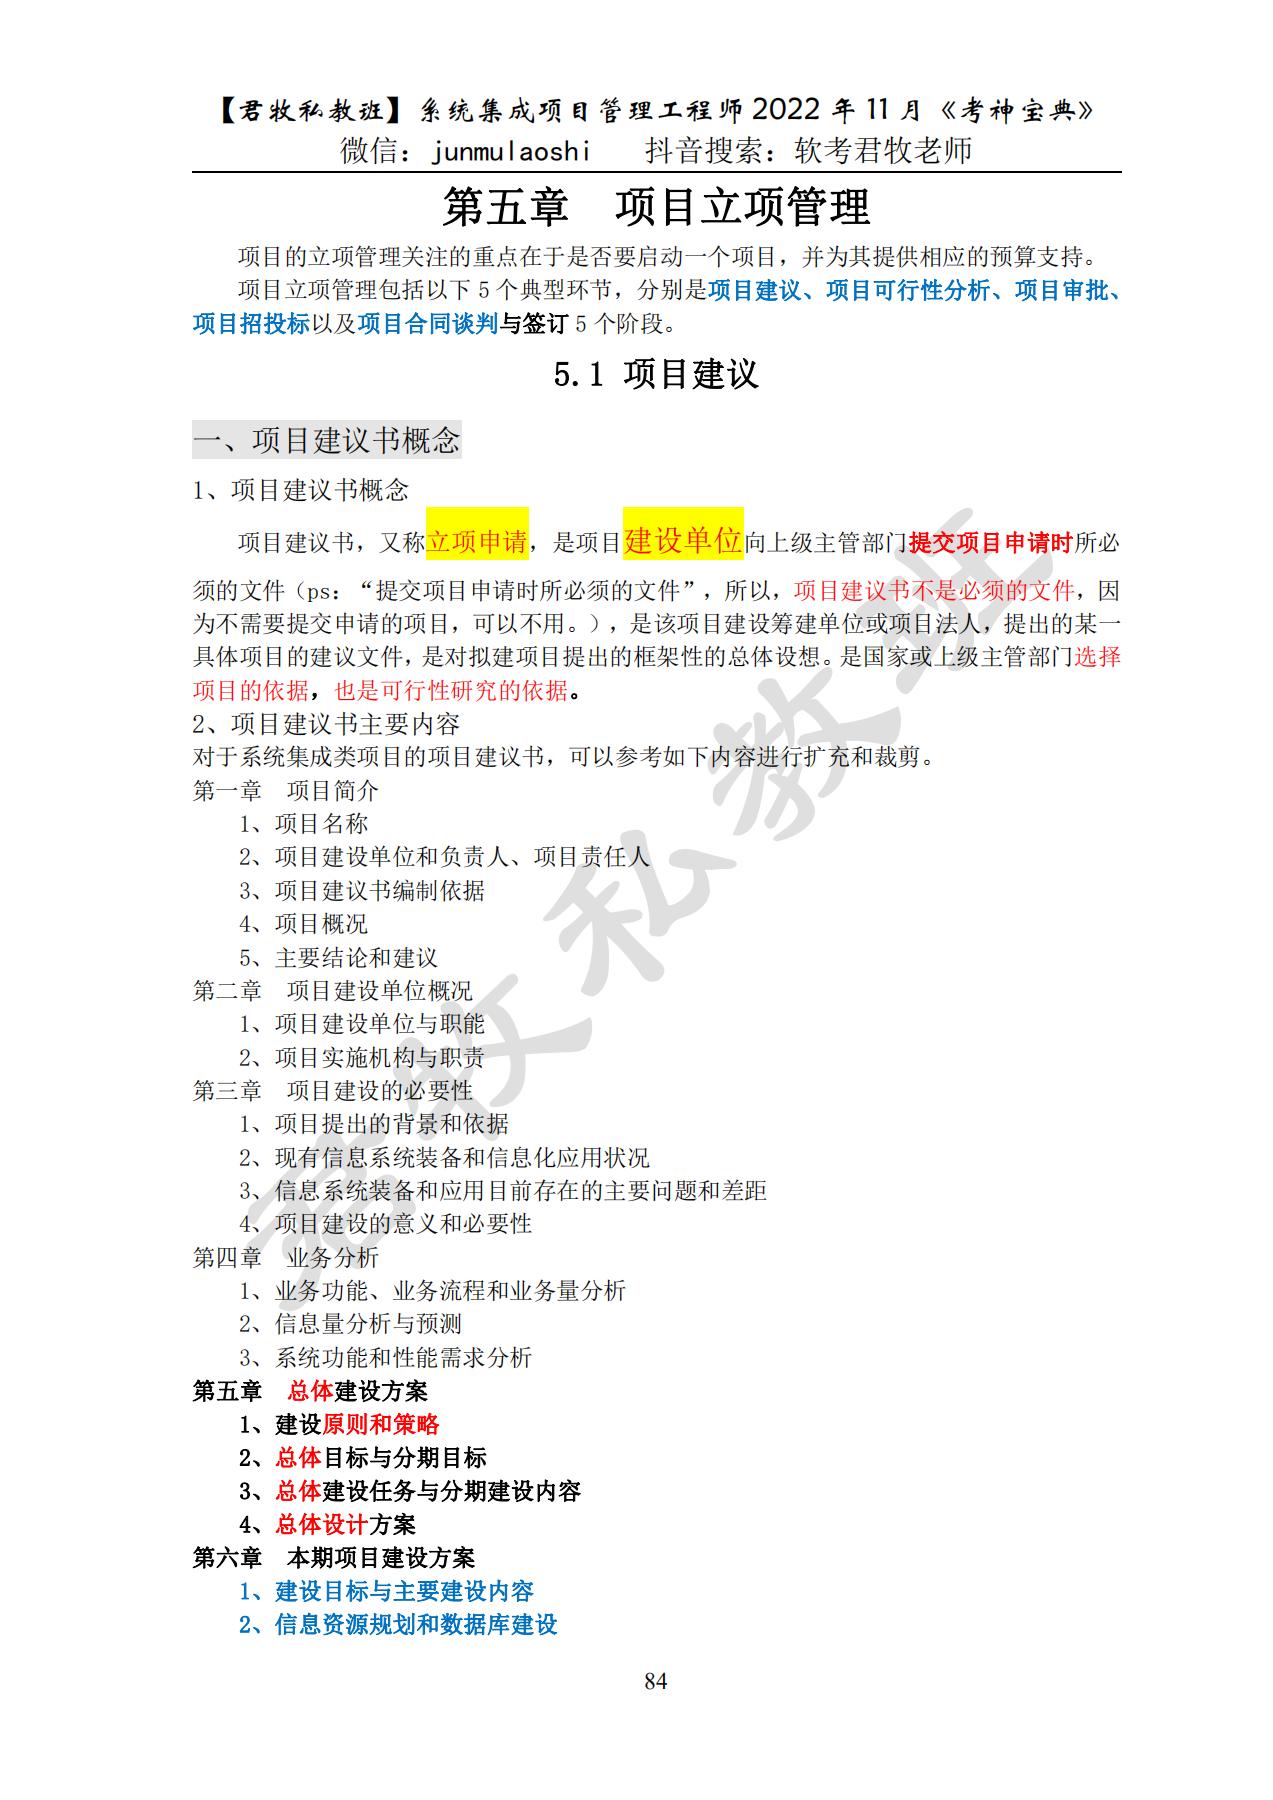 【君牧私教班】系统集成项目管理工程师 2022 年 11 月《考神宝典》
微信：junmulaoshi  抖音搜索：软考君牧老师
第五章 项目立项管理
项目的立项管理关注的重点在于是否要启动一个项目，并为其提供相应的预算支持。
项目立项管理包括以下 5 个典型环节，分别是项目建议、项目可行性分析、项目审批、
项目招投标以及项目合同谈判与签订 5 个阶段。
5.1 项目建议
一、项目建议书概念
1、项目建议书概念
项目建议书，又称立项申请，是项目建设单位向上级主管部门提交项目申请时所必
须的文件（ps：“提交项目申请时所必须的文件”，所以，项目建议书不是必须的文件，因
为不需要提交申请的项目，可以不用。），是该项目建设筹建单位或项目法人，提出的某一
具体项目的建议文件，是对拟建项目提出的框架性的总体设想。是国家或上级主管部门选择
项目的依据，也是可行性研究的依据。
2、项目建议书主要内容
对于系统集成类项目的项目建议书，可以参考如下内容进行扩充和裁剪。
第一章 项目简介
1、项目名称
2、项目建设单位和负责人、项目责任人
3、项目建议书编制依据
4、项目概况
5、主要结论和建议
第二章 项目建设单位概况
1、项目建设单位与职能
2、项目实施机构与职责
第三章 项目建设的必要性
1、项目提出的背景和依据
2、现有信息系统装备和信息化应用状况
3、信息系统装备和应用目前存在的主要问题和差距
4、项目建设的意义和必要性
第四章 业务分析
1、业务功能、业务流程和业务量分析
2、信息量分析与预测
3、系统功能和性能需求分析
第五章 总体建设方案
1、建设原则和策略
2、总体目标与分期目标
3、总体建设任务与分期建设内容
4、总体设计方案
第六章 本期项目建设方案
1、建设目标与主要建设内容
2、信息资源规划和数据库建设
84
君牧私教班